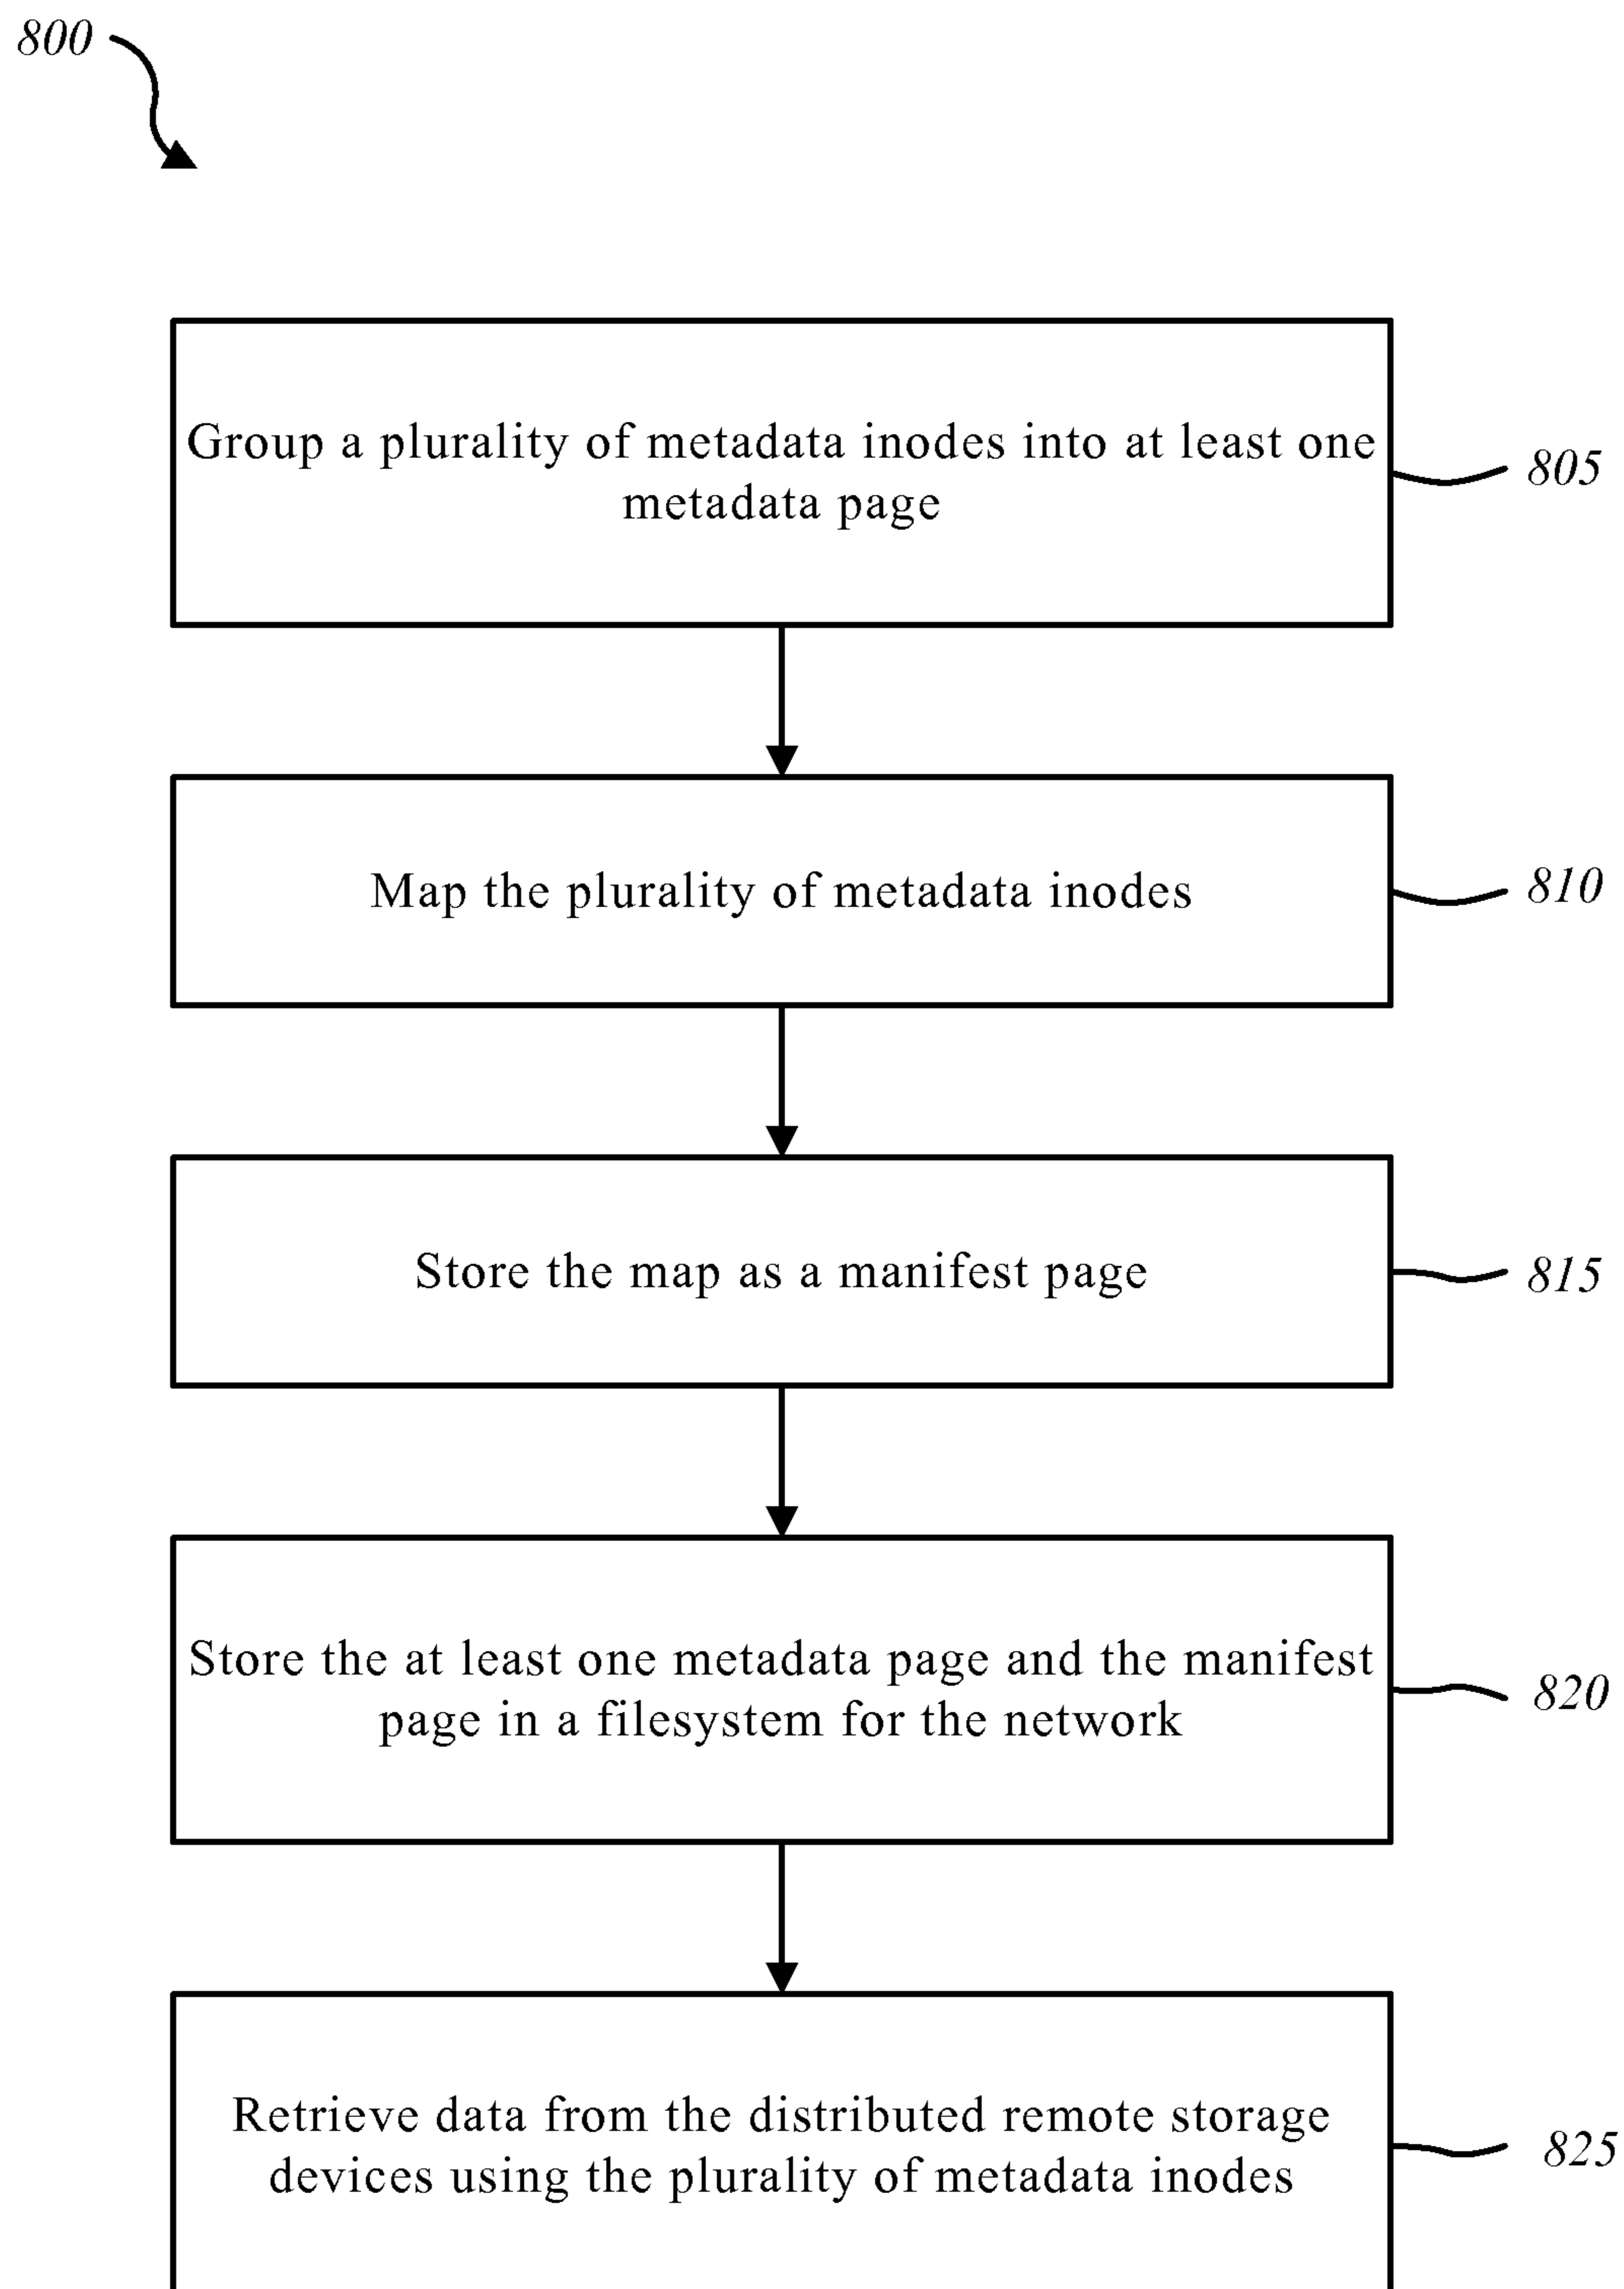 800
Group a plurality of metadata inodes into at least one
metadata page
805
Map the plurality of metadata inodes
810
Store the map as a manifest page
815
Store the at least one metadata page and the manifest
page in a filesystem for the network
820
Retrieve data from the distributed remote storage
devices using the plurality of metadata inodes
825